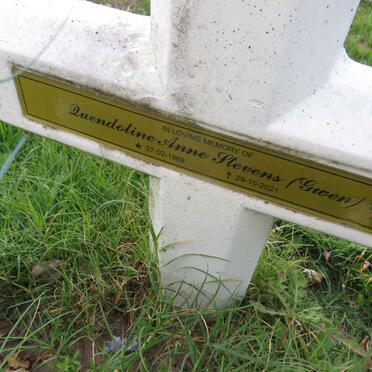 IN LOVING MEMORY OF
Quendoline Anne Stevens (Gwen)
★ 27-02-1969 ✝ 29-10-2021